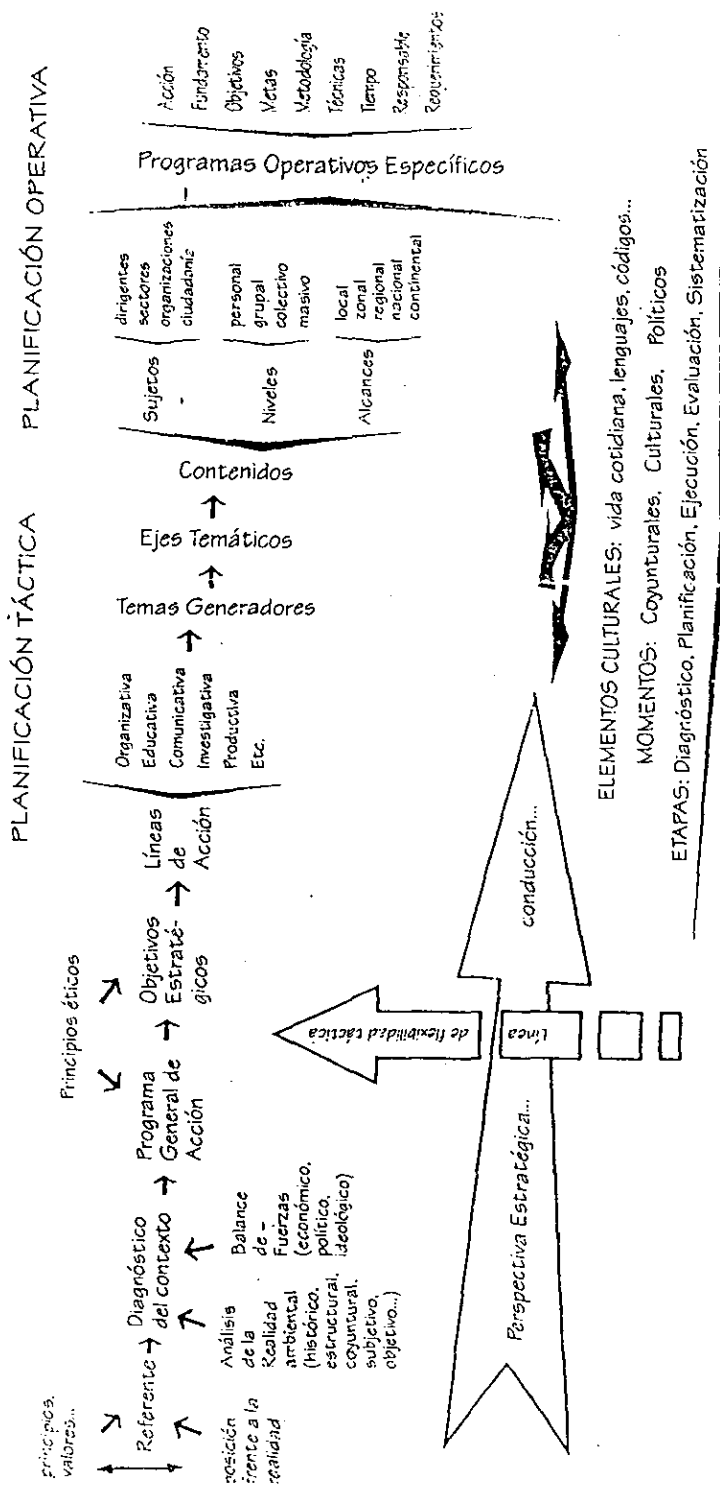 PLANIFICACIÓN TÁCTICA
PLANIFICACIÓN OPERATIVA
principios,
valores...
Referente
posición
frente a la
realidad
Diagnóstico
del contexto
Análisis
de la
Realidad
ambiental
(histórico,
estructural,
coyuntural,
subjetivo,
objetivo...)
Balance
de -
Fuerzas
(económico,
político,
ideológico)
Principios éticos
Programa
General de
Acción
Objetivos
Estraté-
gicos
Líneas
de
Acción
Organizativa
Educativa
Comunicativa
Investigativa
Productiva
Etc.
Temas Generadores
Ejes Temáticos
Contenidos
Sujetos
-
dirigentes
sectores
organizaciones
ciudadanía
Niveles
personal
grupal
colectivo
masivo
Alcances
local
zonal
regional
nacional
continental
Programas Operativos Específicos
Acción
Fundamento
Objetivos
Metas
Metodología
Técnicas
Tiempo
Responsable
Requerimientos
Perspectiva Estratégica...
Línea
de flexibilidad táctica
conducción...
ELEMENTOS CULTURALES: vida cotidiana, lenguajes, códigos...
MOMENTOS: Coyunturales, Culturales, Políticos
ETAPAS: Diagnóstico, Planificación, Ejecución, Evaluación, Sistematización